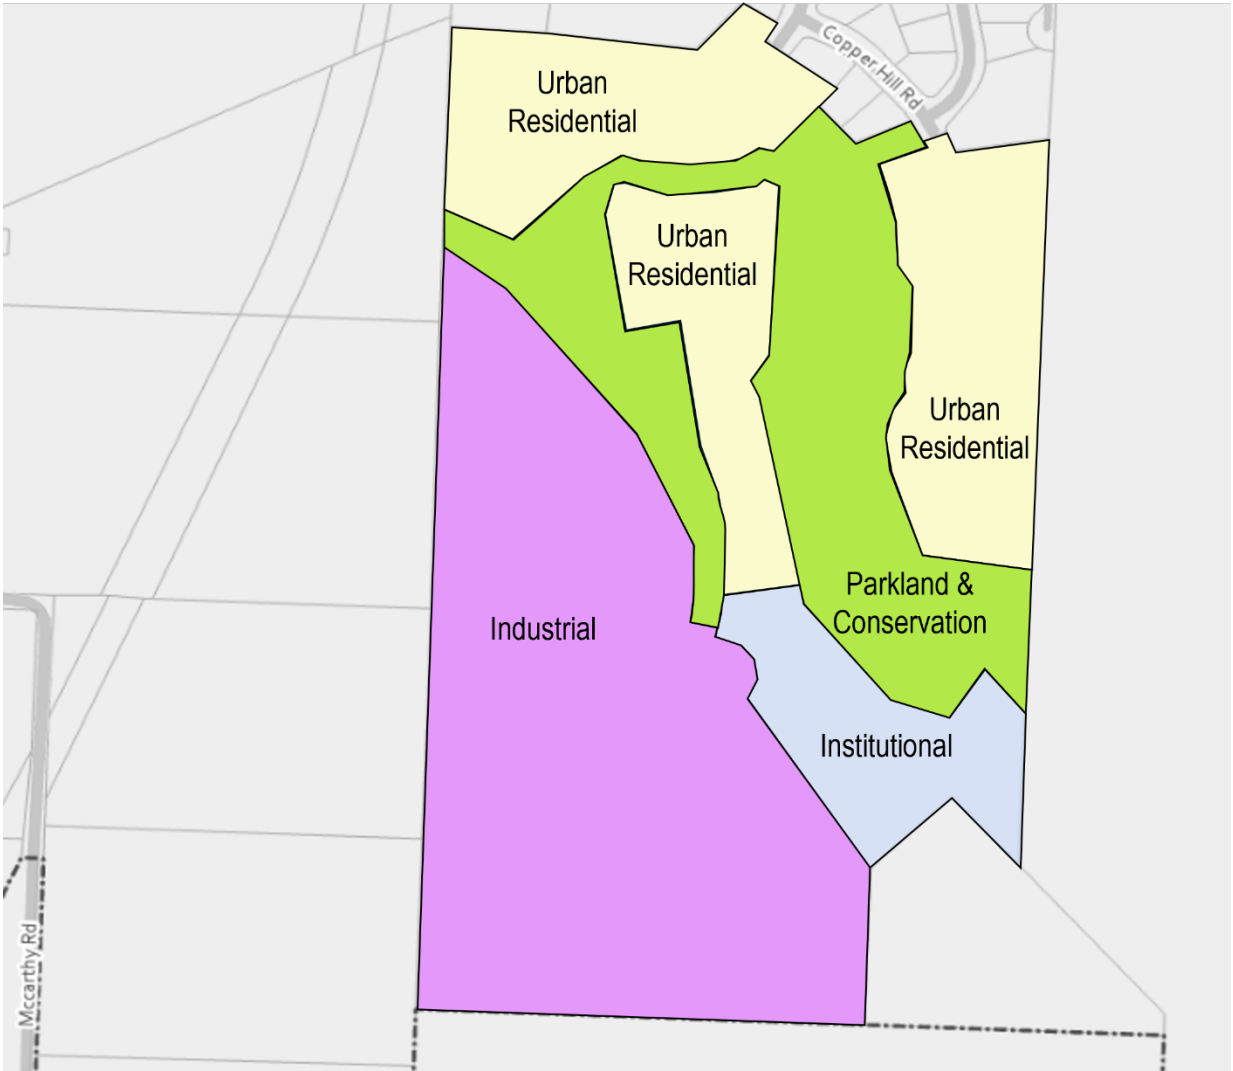 Copper Hill Rd
Urban
Residential
Urban
Residential
Urban
Residential
Parkland &
Conservation
Industrial
Institutional
Mccarthy Rd